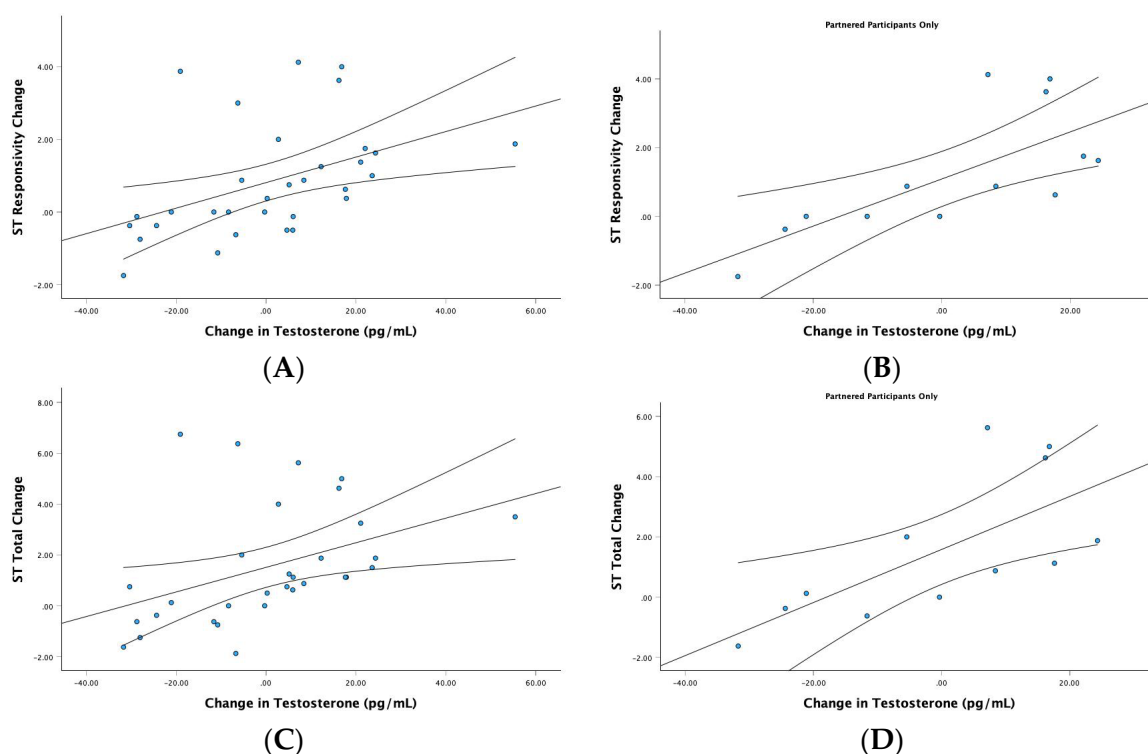 ST Responsivity Change
4.00
2.00
.00
-2.00
-40.00 -20.00 .00 20.00 40.00 60.00
Change in Testosterone (pg/mL)
(A)
Partnered Participants Only
ST Responsivity Change
4.00
2.00
.00
-2.00
-40.00 -20.00 .00 20.00
Change in Testosterone (pg/mL)
(B)
ST Total Change
8.00
6.00
4.00
2.00
.00
-2.00
-40.00 -20.00 .00 20.00 40.00 60.00
Change in Testosterone (pg/mL)
(C)
Partnered Participants Only
ST Total Change
6.00
4.00
2.00
.00
-2.00
-40.00 -20.00 .00 20.00
Change in Testosterone (pg/mL)
(D)